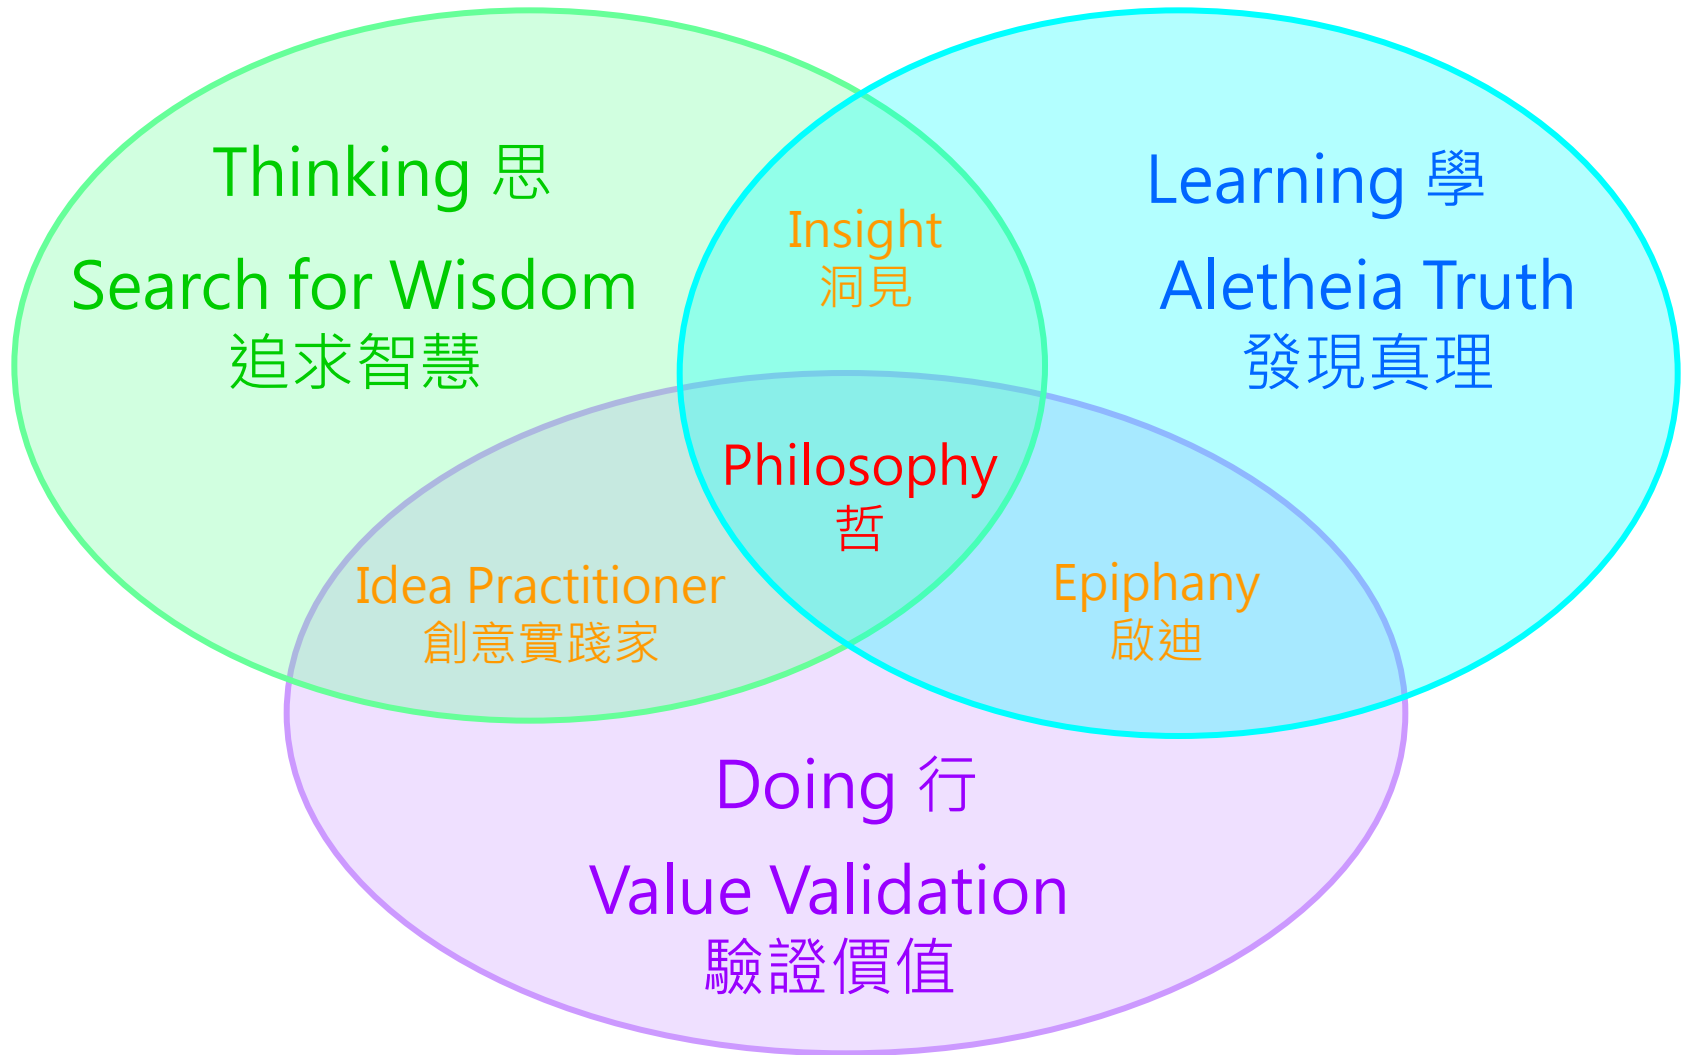 Thinking 思
Search for Wisdom
追求智慧
Learning 學
Aletheia Truth
發現真理
Insight
洞見
Philosophy
哲
Idea Practitioner
創意實踐家
Epiphany
啟迪
Doing 行
Value Validation
驗證價值